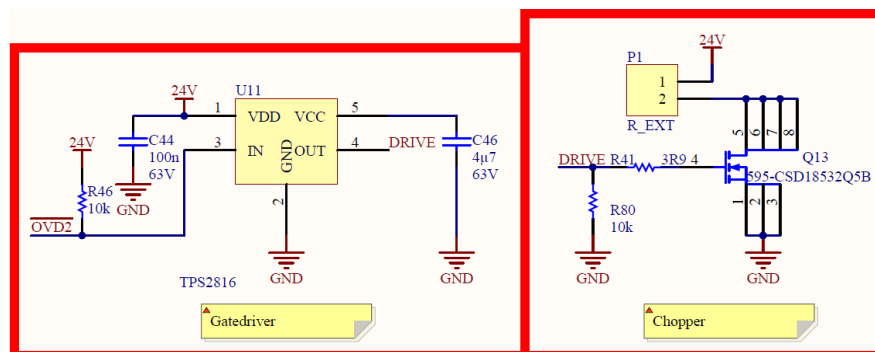 24V
U11
1
VDD
VCC
5
24V
C44
100n
63V
3
IN
GND
OUT
4
DRIVE
C46
4µ7
63V
R46
10k
GND
2
OVD2
GND
GND
TPS2816
Gatedriver
24V
P1
1
2
R_EXT
5
6
7
8
Q13
DRIVE
R41
3R9
4
595-CSD18532Q5B
R80
10k
1
2
3
GND
GND
Chopper